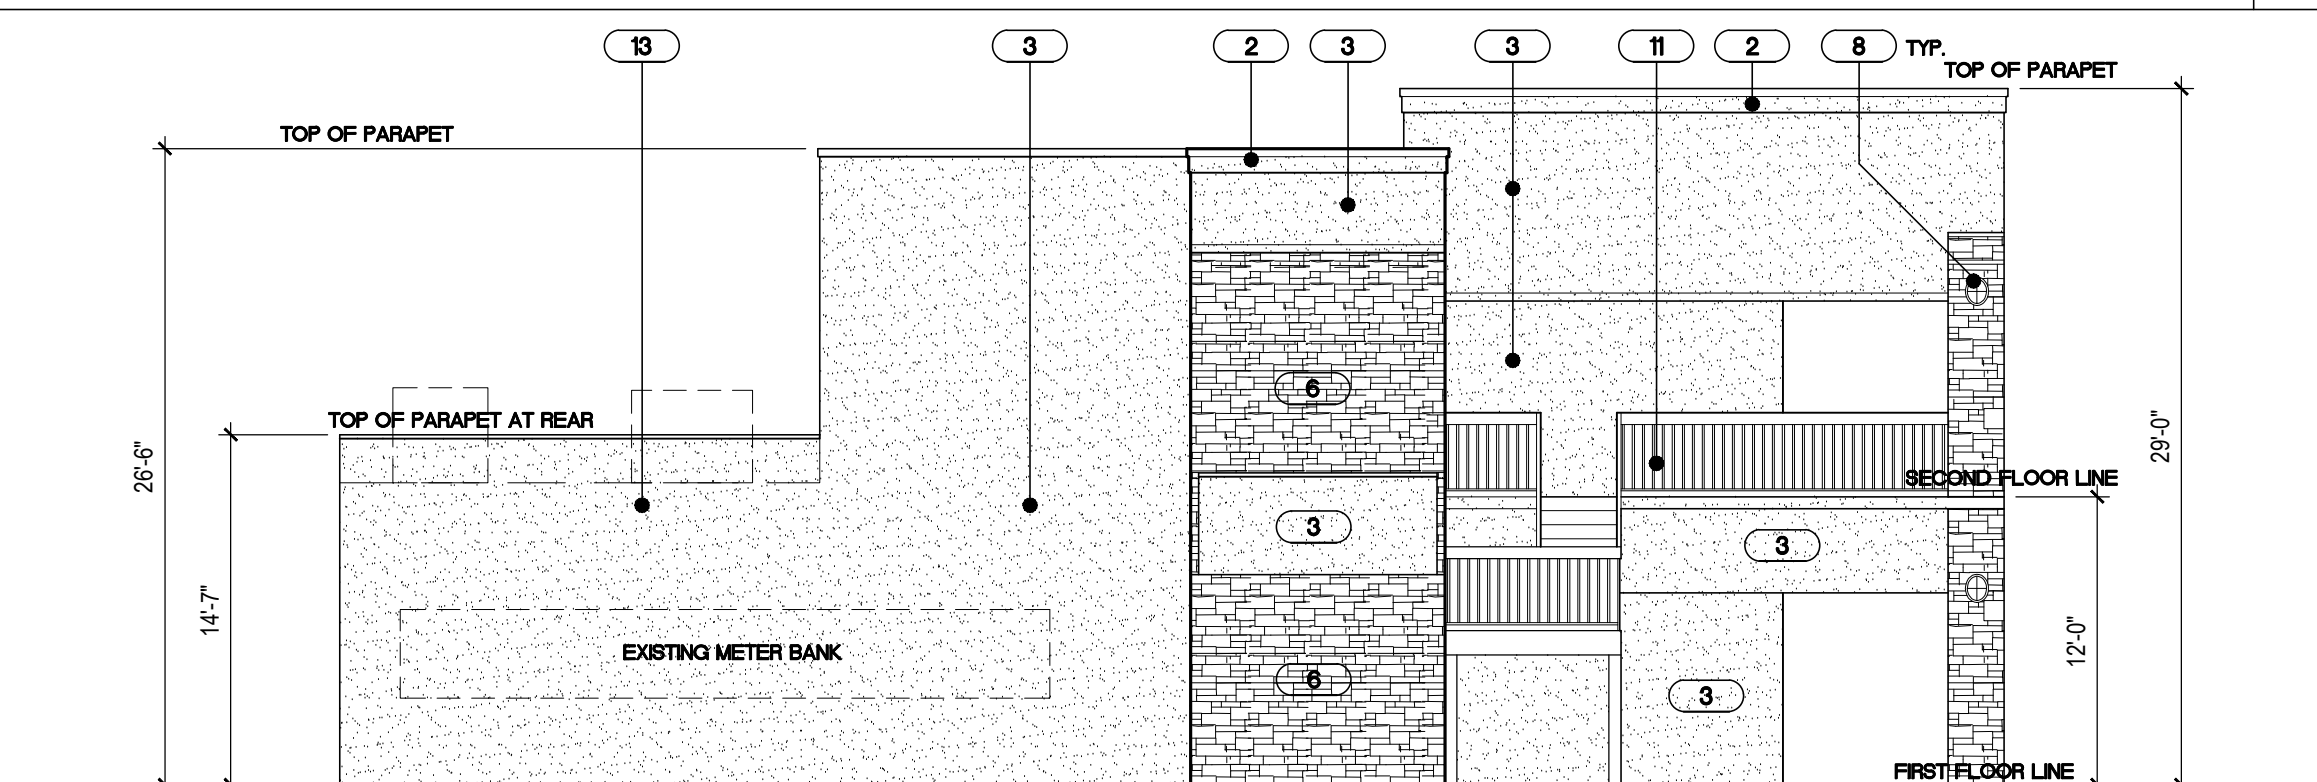 13
3
2
3
3
11
2
8 TYP.
TOP OF PARAPET
TOP OF PARAPET
6
TOP OF PARAPET AT REAR
26'-6"
29'-0"
SECOND FLOOR LINE
3
3
14'-7"
12'-0"
EXISTING METER BANK
6
3
FIRST FLOOR LINE